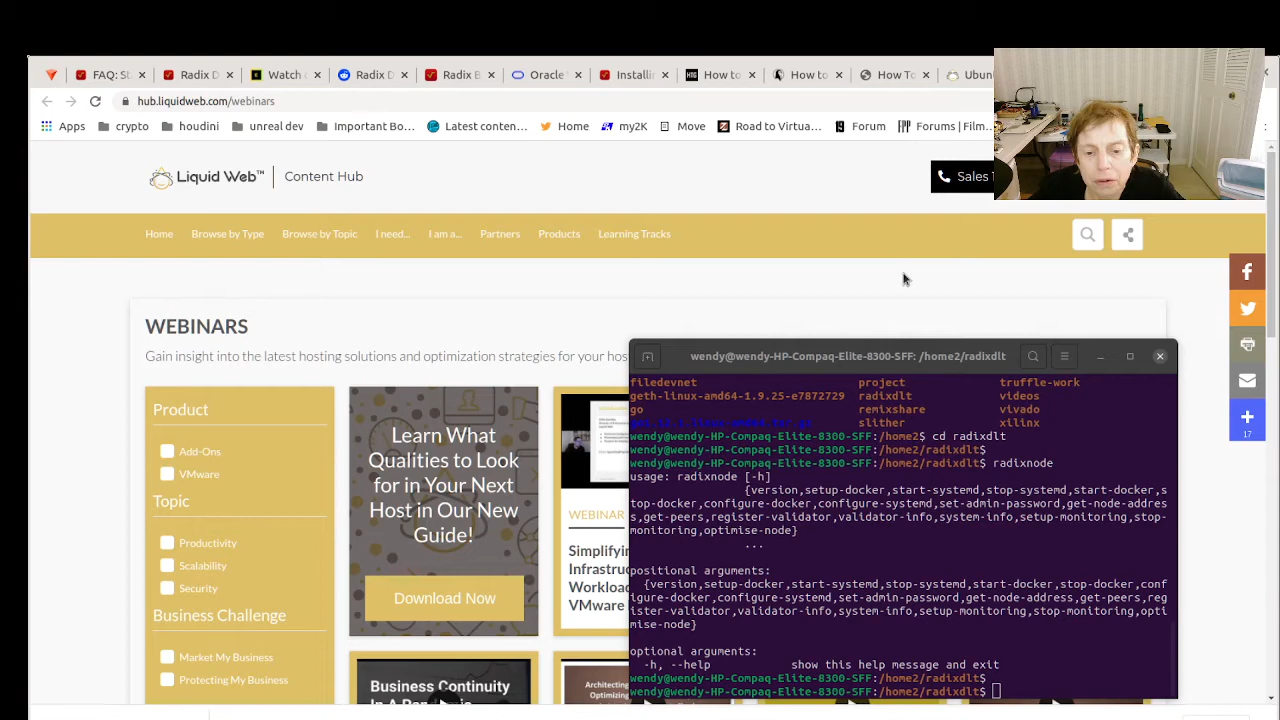 FAQ: St
Radix D
Watch c
Radix D
Radix B
Oracle
Installin
How to
How to
How To
Ubun
hub.liquidweb.com/webinars
Apps
crypto
houdini
unreal dev
Important Bo...
Latest conten...
Home
my2K
Move
Road to Virtua...
Forum
Forums | Film...
Liquid Web™
Content Hub
Sales 1
Home
Browse by Type
Browse by Topic
I need...
I am a...
Partners
Products
Learning Tracks
WEBINARS
Gain insight into the latest hosting solutions and optimization strategies for your hos
Product
Add-Ons
VMware
Topic
Productivity
Scalability
Security
Business Challenge
Market My Business
Protecting My Business
Learn What
Qualities to Look
for in Your Next
Host in Our New
Guide!
Download Now
WEBINAR
Simplifyin
Infrastruc
Workload
VMware
Business Continuity
In A Pandemic
Architecting
Optimizing
17
wendy@wendy-HP-Compaq-Elite-8300-SFF: /home2/radixdlt
filedevnet project truffle-work
geth-linux-amd64-1.9.25-e7872729 radixdlt videos
go remixshare vivado
slither xilinx
wendy@wendy-HP-Compaq-Elite-8300-SFF:/home2$ cd radixdlt
wendy@wendy-HP-Compaq-Elite-8300-SFF:/home2/radixdlt$
wendy@wendy-HP-Compaq-Elite-8300-SFF:/home2/radixdlt$ radixnode
usage: radixnode [-h]
{version,setup-docker,start-systemd,stop-systemd,start-docker,s
top-docker,configure-docker,configure-systemd,set-admin-password,get-node-addres
s,get-peers,register-validator,validator-info,system-info,setup-monitoring,stop-
monitoring,optimise-node}
...
positional arguments:
{version,setup-docker,start-systemd,stop-systemd,start-docker,stop-docker,conf
igure-docker,configure-systemd,set-admin-password,get-node-address,get-peers,reg
ister-validator,validator-info,system-info,setup-monitoring,stop-monitoring,opti
mise-node}
optional arguments:
-h, --help show this help message and exit
wendy@wendy-HP-Compaq-Elite-8300-SFF:/home2/radixdlt$
wendy@wendy-HP-Compaq-Elite-8300-SFF:/home2/radixdlt$